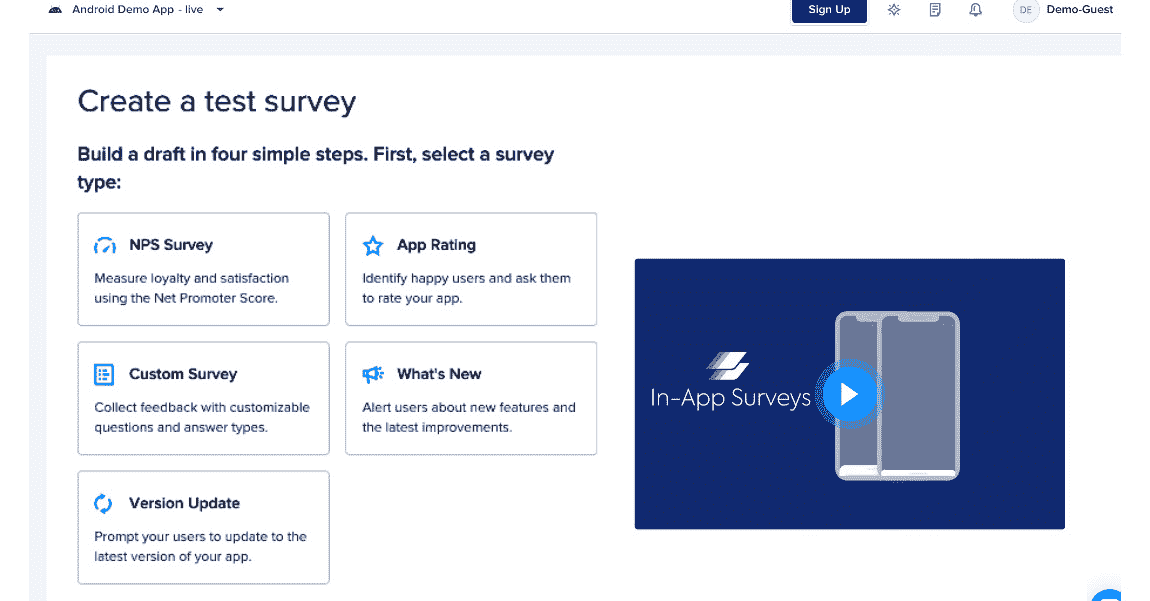 Android Demo App - live
Sign Up
DE
Demo-Guest
Create a test survey
Build a draft in four simple steps. First, select a survey
type:
NPS Survey
Measure loyalty and satisfaction
using the Net Promoter Score.
App Rating
Identify happy users and ask them
to rate your app.
Custom Survey
Collect feedback with customizable
questions and answer types.
What's New
Alert users about new features and
the latest improvements.
Version Update
Prompt your users to update to the
latest version of your app.
In-App Surveys